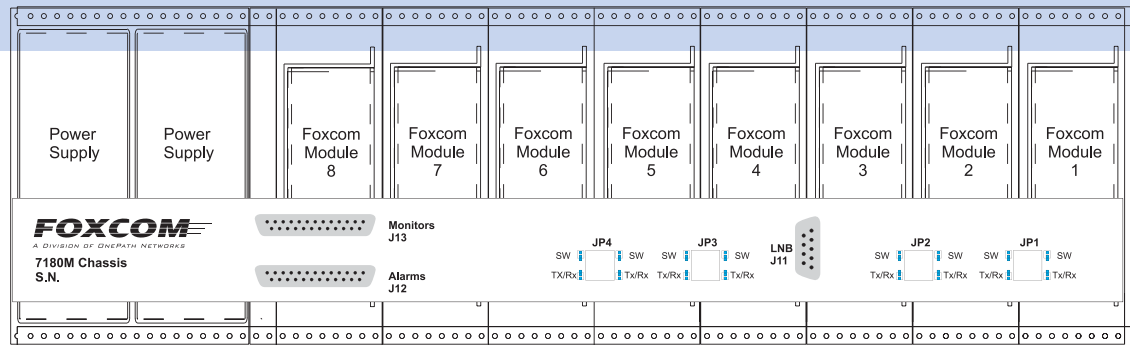 Power
Supply
Power
Supply
Foxcom
Module
8
Foxcom
Module
7
Foxcom
Module
6
Foxcom
Module
5
Foxcom
Module
4
Foxcom
Module
3
Foxcom
Module
2
Foxcom
Module
1
FOXCOM
A DIVISION OF ONEPATH NETWORKS
7180M Chassis
S.N.
Monitors
J13
Alarms
J12
JP4
SW SW
TX/Rx Tx/Rx
JP3
SW SW
Tx/Rx Tx/Rx
LNB
J11
JP2
SW SW
Tx/Rx Tx/Rx
JP1
SW SW
Tx/Rx Tx/Rx